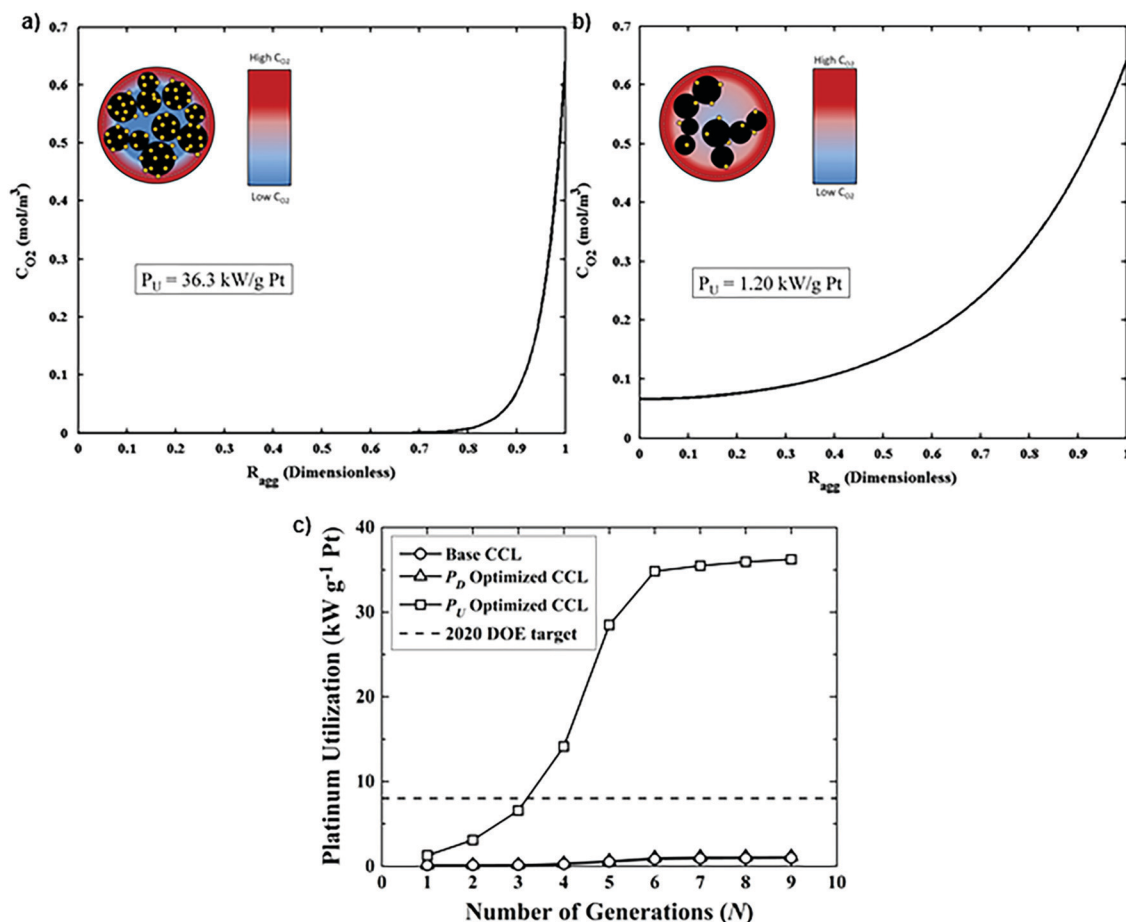 a)
0.7
0.6
0.5
0.4
0.3
0.2
0.1
0
C_O2 (mol/m³)
High C_O2
Low C_O2
P_U = 36.3 kW/g Pt
0 0.1 0.2 0.3 0.4 0.5 0.6 0.7 0.8 0.9 1
R_agg (Dimensionless)
b)
0.7
0.6
0.5
0.4
0.3
0.2
0.1
0
C_O2 (mol/m³)
High C_O2
Low C_O2
P_U = 1.20 kW/g Pt
0 0.1 0.2 0.3 0.4 0.5 0.6 0.7 0.8 0.9 1
R_agg (Dimensionless)
c)
40
30
20
10
0
Platinum Utilization (kW g⁻¹ Pt)
Base CCL
P_D Optimized CCL
P_U Optimized CCL
2020 DOE target
0 1 2 3 4 5 6 7 8 9 10
Number of Generations (N)